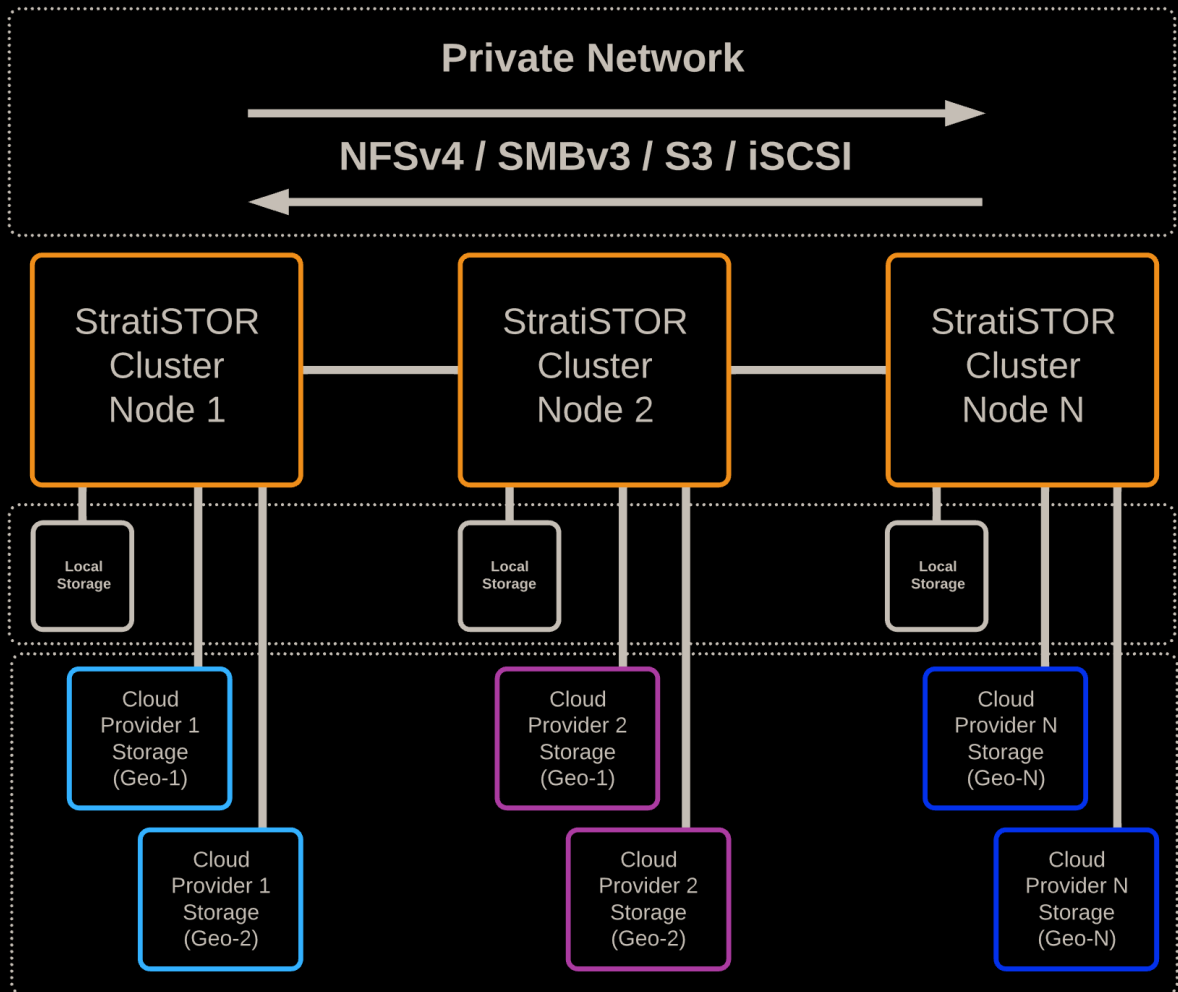 Private Network
NFSv4 / SMBv3 / S3 / iSCSI
StratiSTOR
Cluster
Node 1
StratiSTOR
Cluster
Node 2
StratiSTOR
Cluster
Node N
Local
Storage
Local
Storage
Local
Storage
Cloud
Provider 1
Storage
(Geo-1)
Cloud
Provider 2
Storage
(Geo-1)
Cloud
Provider N
Storage
(Geo-N)
Cloud
Provider 1
Storage
(Geo-2)
Cloud
Provider 2
Storage
(Geo-2)
Cloud
Provider N
Storage
(Geo-N)